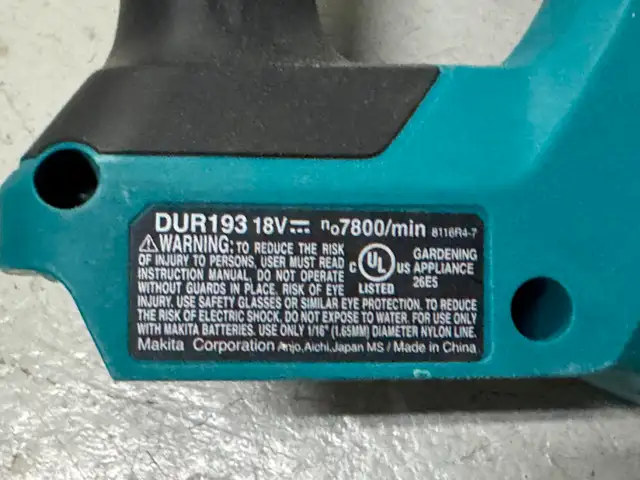 DUR193 18V⎓ n₀7800/min 8116R4-7
⚠WARNING: TO REDUCE THE RISK
OF INJURY TO PERSONS, USER MUST READ
INSTRUCTION MANUAL, DO NOT OPERATE
WITHOUT GUARDS IN PLACE. RISK OF EYE
INJURY. USE SAFETY GLASSES OR SIMILAR EYE PROTECTION. TO REDUCE
THE RISK OF ELECTRIC SHOCK. DO NOT EXPOSE TO WATER. FOR USE ONLY
WITH MAKITA BATTERIES. USE ONLY 1/16" (1.65MM) DIAMETER NYLON LINE.
C UL US
LISTED
GARDENING
APPLIANCE
26E5
Makita Corporation Anjo,Aichi,Japan MS / Made in China